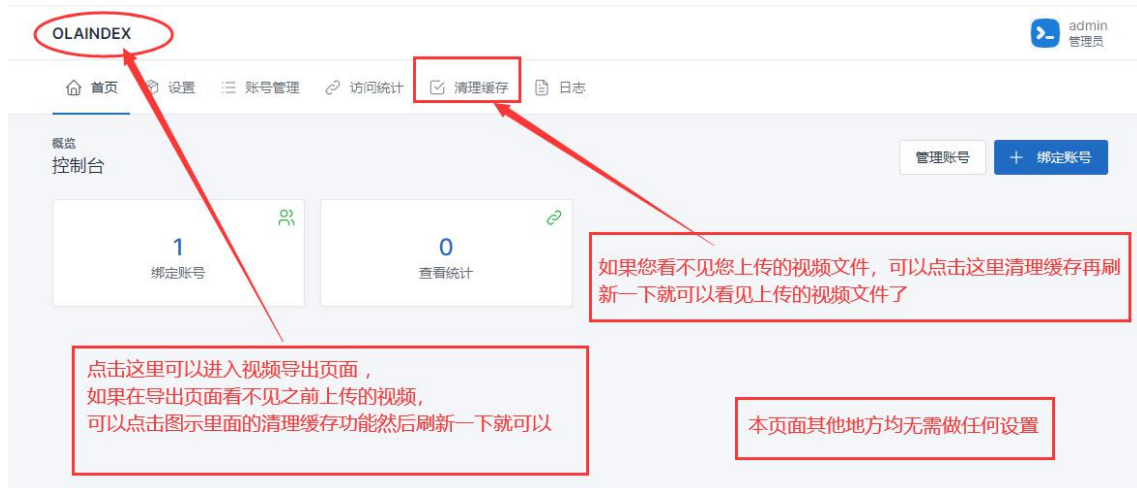 OLAINDEX
admin
管理员
首页 设置 账号管理 访问统计 清理缓存 日志
概览
控制台
管理账号 + 绑定账号
1
绑定账号
0
查看统计
如果您看不见您上传的视频文件，可以点击这里清理缓存再刷
新一下就可以看见上传的视频文件了
点击这里可以进入视频导出页面，
如果在导出页面看不见之前上传的视频，
可以点击图示里面的清理缓存功能然后刷新一下就可以
本页面其他地方均无需做任何设置